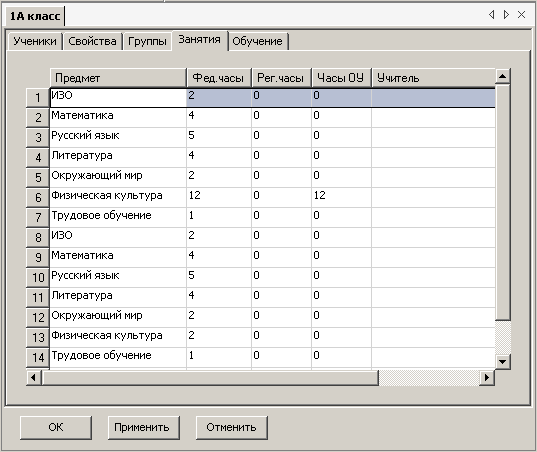 1А класс
Ученики Свойства Группы Занятия Обучение
Предмет Фед.часы Рег.часы Часы ОУ Учитель
1 ИЗО 2 0 0
2 Математика 4 0 0
3 Русский язык 5 0 0
4 Литература 4 0 0
5 Окружающий мир 2 0 0
6 Физическая культура 12 0 12
7 Трудовое обучение 1 0 0
8 ИЗО 2 0 0
9 Математика 4 0 0
10 Русский язык 5 0 0
11 Литература 4 0 0
12 Окружающий мир 2 0 0
13 Физическая культура 2 0 0
14 Трудовое обучение 1 0 0
ОК Применить Отменить